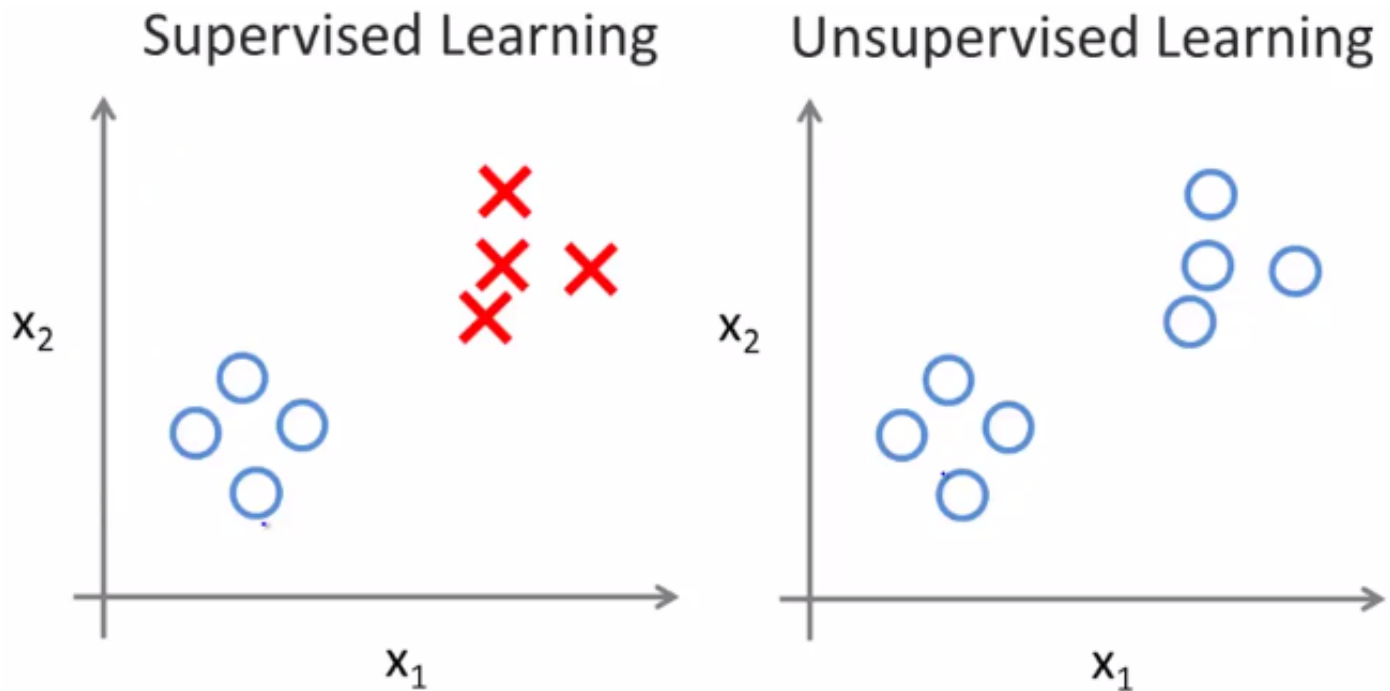 Supervised Learning
Unsupervised Learning
x₂
x₂
x₁
x₁